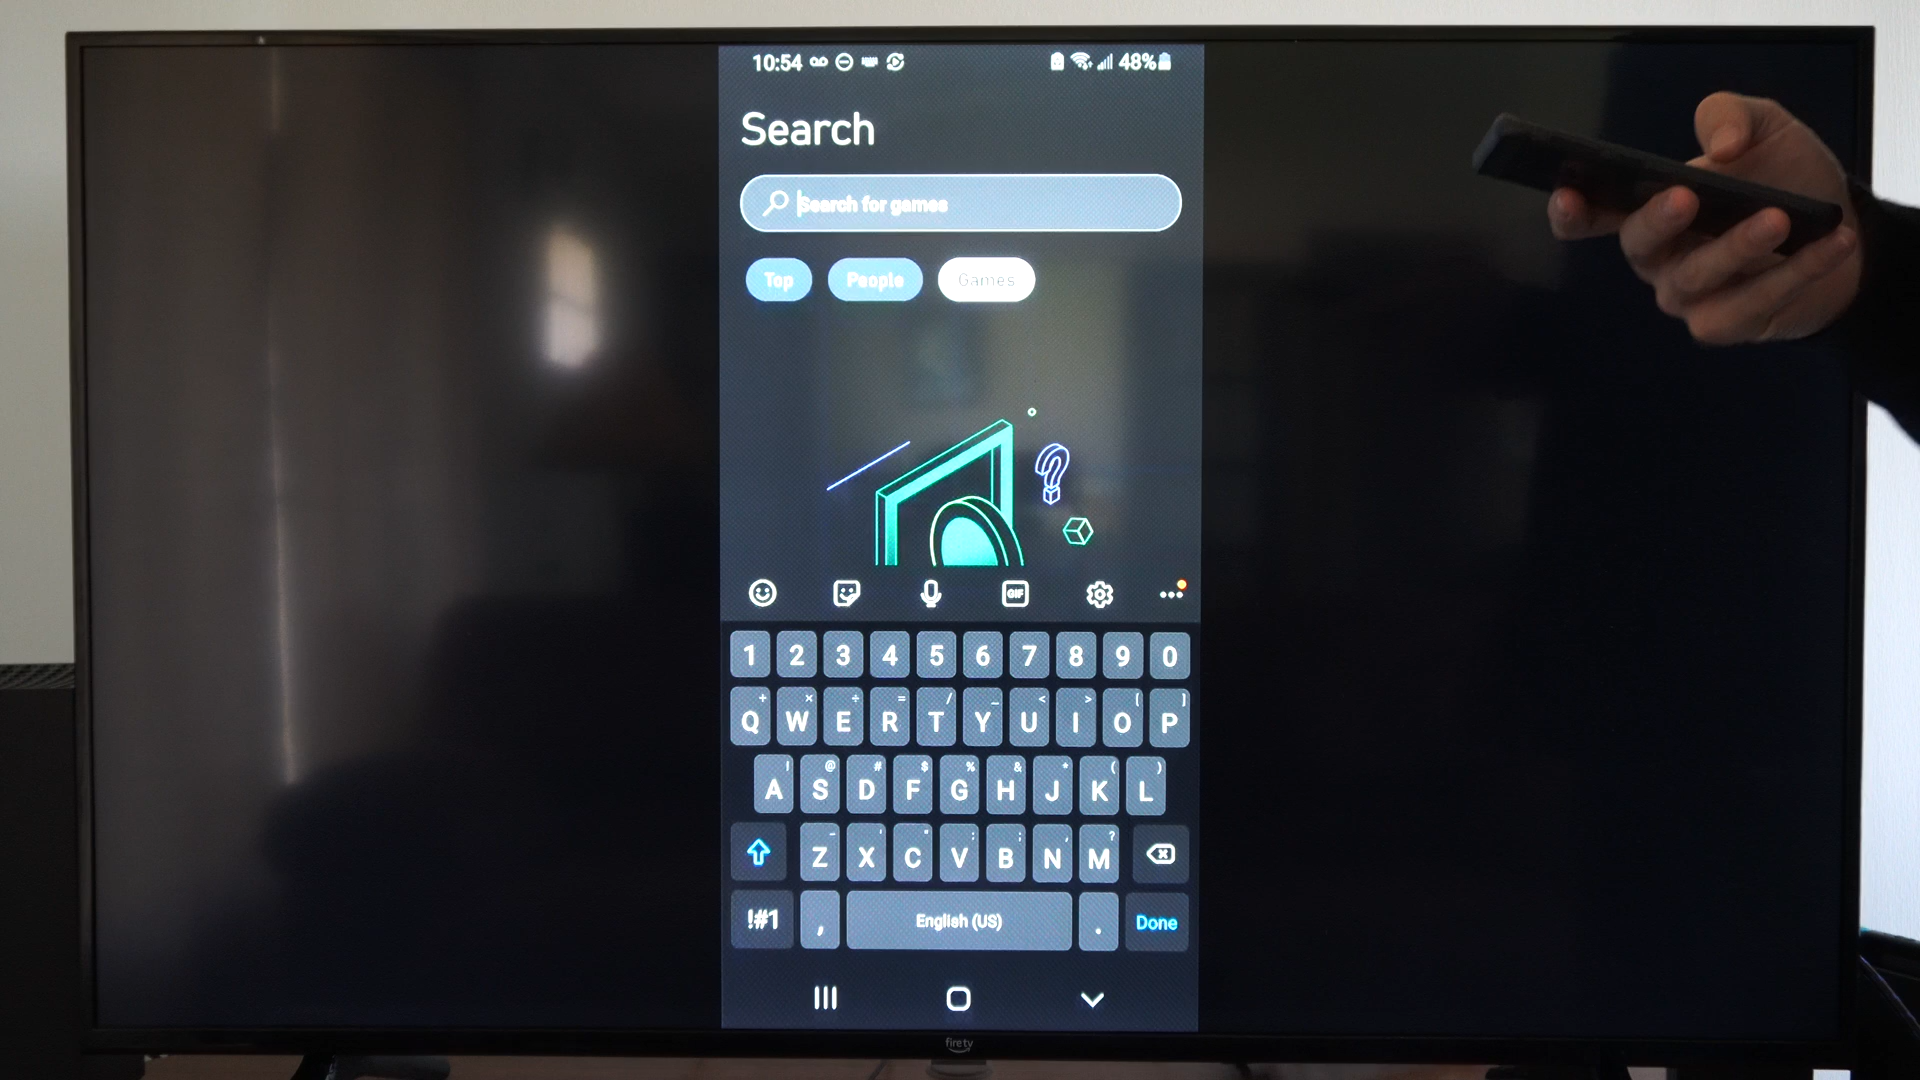 10:54 48%
Search
Search for games
Top People Games
?
GIF
1 2 3 4 5 6 7 8 9 0
+ × ÷ = / _ < > [ ]
Q W E R T Y U I O P
! @ # $ % & * ( )
A S D F G H J K L
- ' " : ; , ?
Z X C V B N M
!#1 , English (US) . Done
firetv